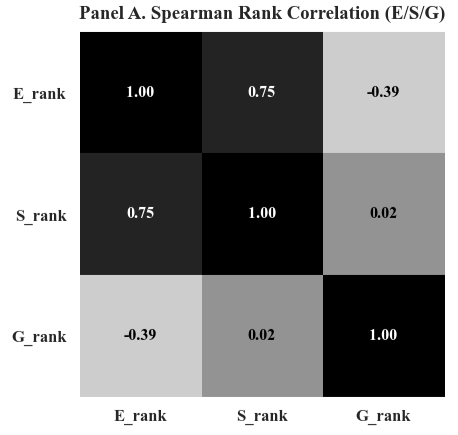 Panel A. Spearman Rank Correlation (E/S/G)
E_rank 1.00 0.75 -0.39
S_rank 0.75 1.00 0.02
G_rank -0.39 0.02 1.00
E_rank S_rank G_rank